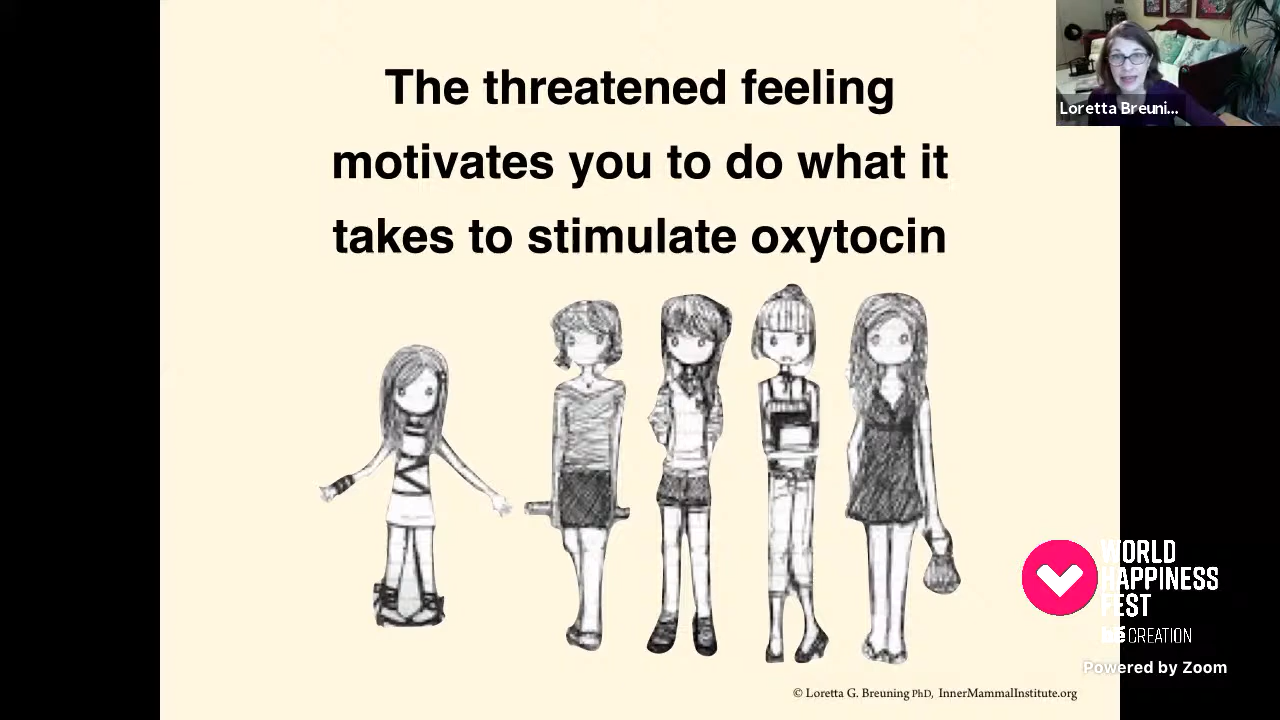 The threatened feeling
motivates you to do what it
takes to stimulate oxytocin
Loretta Breuni...
WORLD
HAPPINESS
FEST
CREATION
Powered by Zoom
© Loretta G. Breuning PhD, InnerMammalInstitute.org